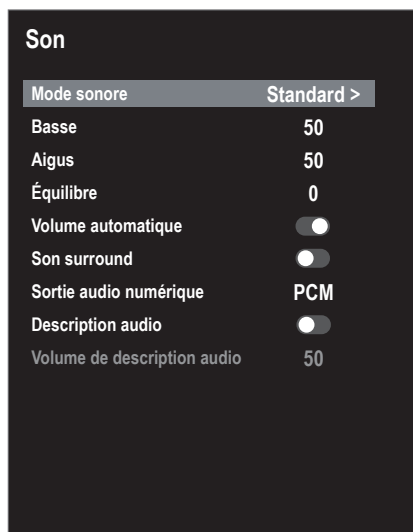 Son
Mode sonore Standard >
Basse 50
Aigus 50
Équilibre 0
Volume automatique
Son surround
Sortie audio numérique PCM
Description audio
Volume de description audio 50